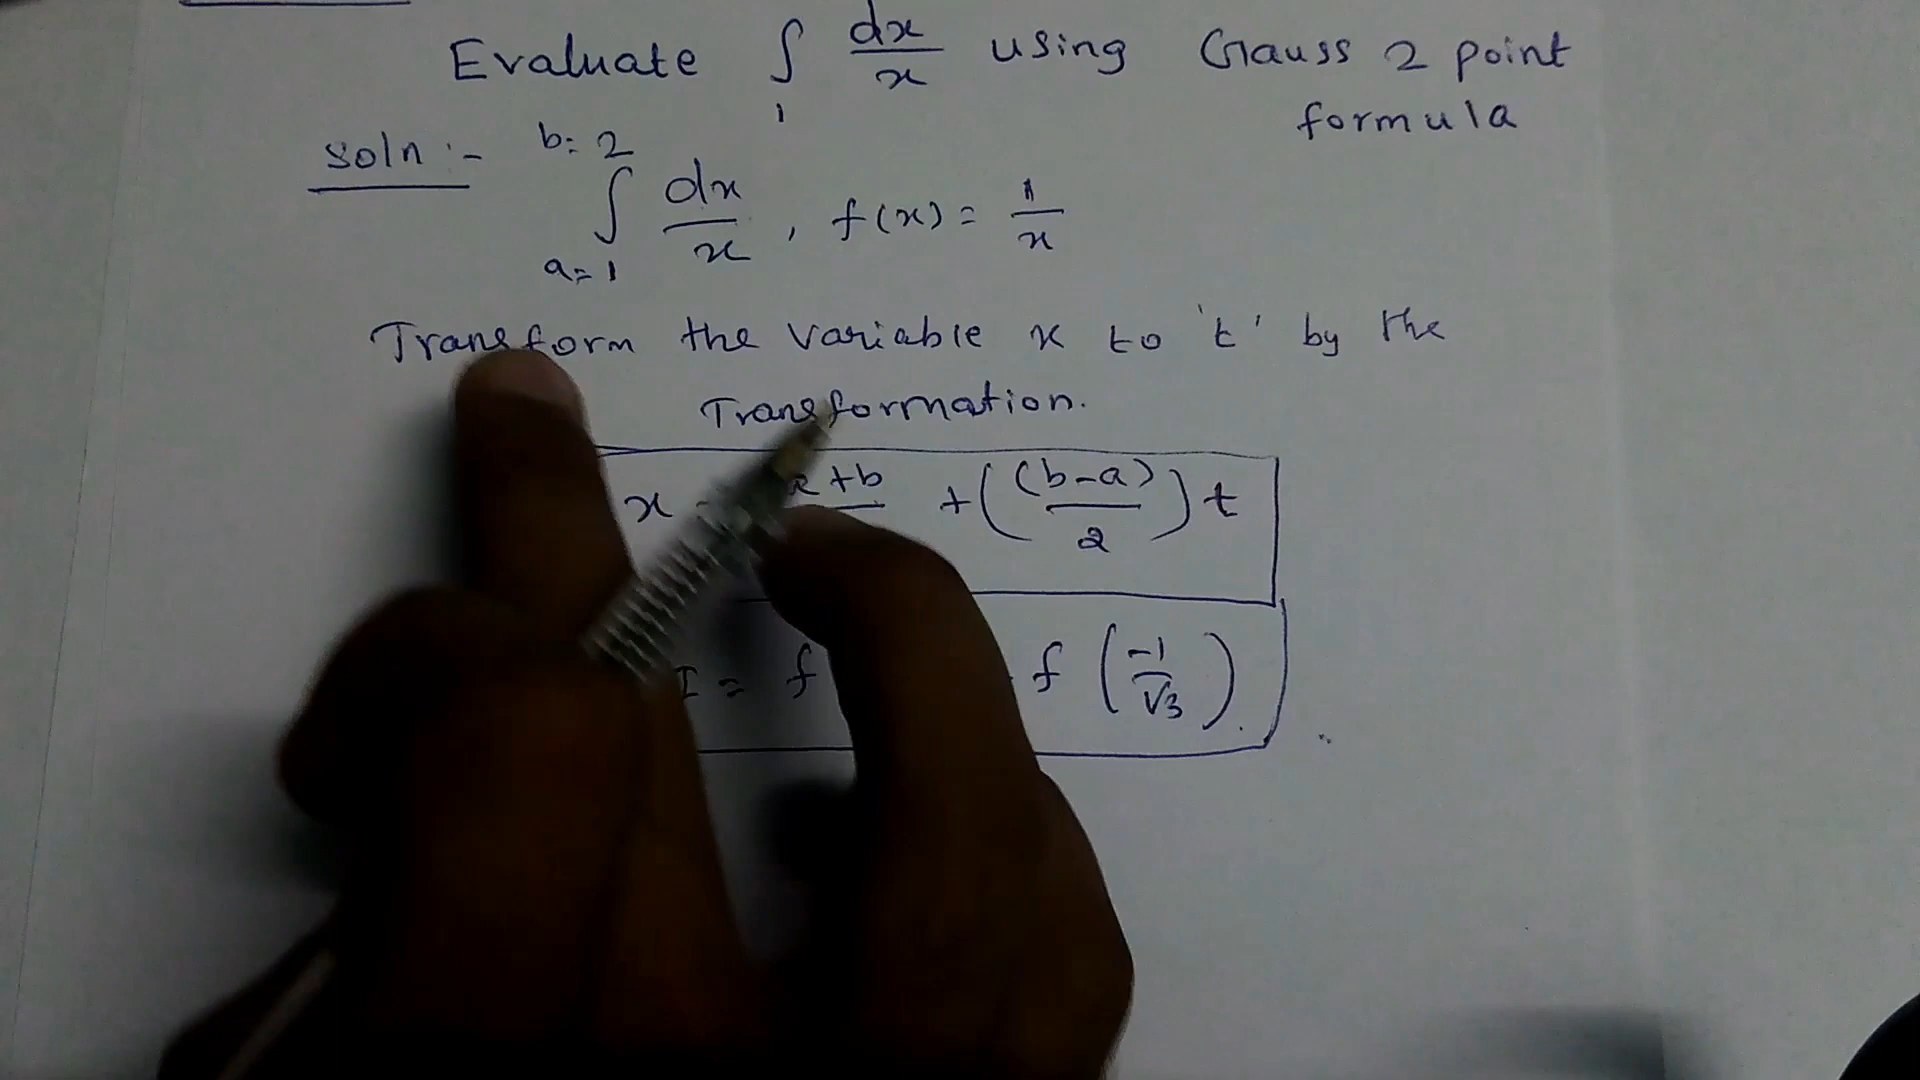 Evaluate ∫₁ dx/x using Gauss 2 point
formula
Soln :-
b=2
∫ dx/x , f(x) = 1/x
a=1
Transform the variable x to 't' by the
Transformation.
x a+b + ((b-a)/2) t
I = f f (-1/√3).